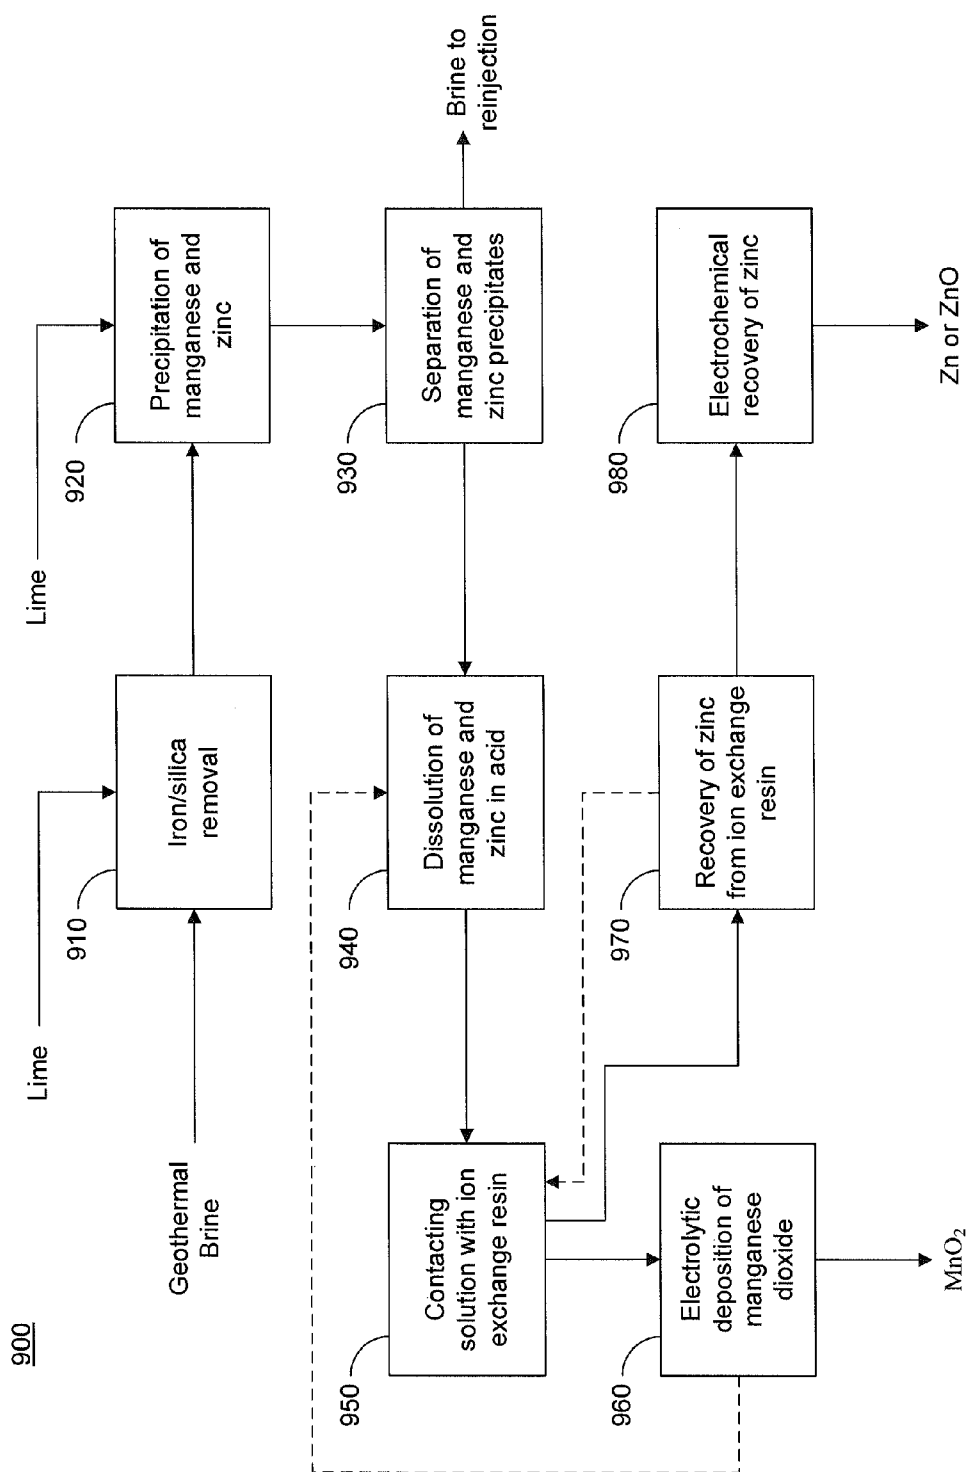 900
Lime
Lime
Geothermal
Brine
910
Iron/silica
removal
920
Precipitation of
manganese and
zinc
950
Contacting
solution with ion
exchange resin
940
Dissolution of
manganese and
zinc in acid
930
Separation of
manganese and
zinc precipitates
Brine to
reinjection
960
Electrolytic
deposition of
manganese
dioxide
970
Recovery of zinc
from ion exchange
resin
980
Electrochemical
recovery of zinc
MnO₂
Zn or ZnO